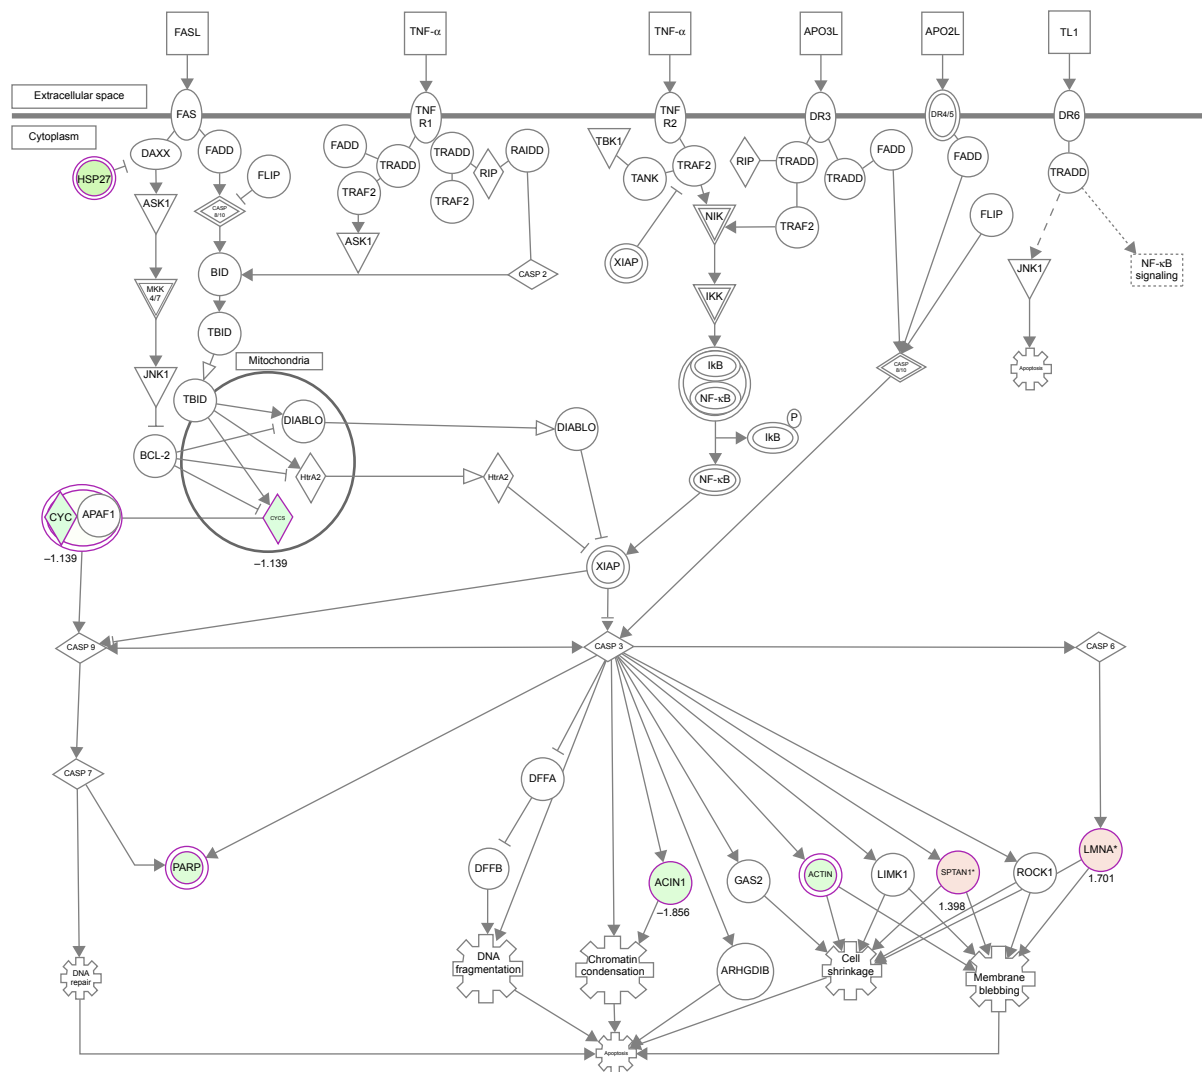 FASL
TNF-α
TNF-α
APO3L
APO2L
TL1
Extracellular space
Cytoplasm
FAS
TNF
R1
TNF
R2
DR3
DR4/5
DR6
HSP27
DAXX
FADD
FLIP
FADD
TRADD
TRAF2
TRADD
TRAF2
RIP
RAIDD
TBK1
TANK
TRAF2
RIP
TRADD
TRADD
FADD
FADD
TRADD
ASK1
CASP
8/10
ASK1
XIAP
NIK
TRAF2
FLIP
BID
CASP 2
JNK1
NF-κB
signaling
MKK
4/7
IKK
TBID
Mitochondria
JNK1
TBID
IkB
NF-κB
CASP
8/10
Apoptosis
DIABLO
DIABLO
P
IkB
BCL-2
HtrA2
HtrA2
NF-κB
CYC
APAF1
CYCS
–1.139
–1.139
XIAP
CASP 9
CASP 3
CASP 6
CASP 7
DFFA
PARP
DFFB
ACIN1
–1.856
GAS2
ACTIN
LIMK1
SPTAN1*
1.398
ROCK1
LMNA*
1.701
DNA
repair
DNA
fragmentation
Chromatin
condensation
ARHGDIB
Cell
shrinkage
Membrane
blebbing
Apoptosis